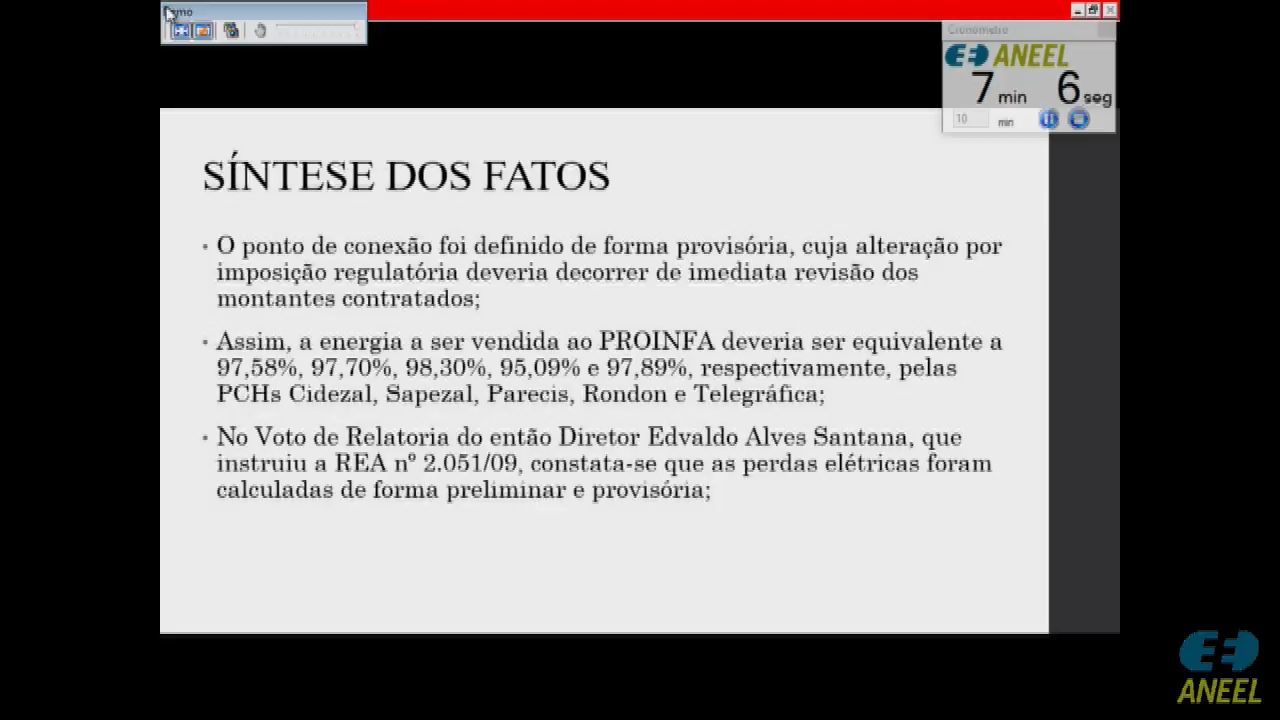 Cronômetro
ANEEL
7 min 6 seg
10 min
SÍNTESE DOS FATOS
• O ponto de conexão foi definido de forma provisória, cuja alteração por
imposição regulatória deveria decorrer de imediata revisão dos
montantes contratados;
• Assim, a energia a ser vendida ao PROINFA deveria ser equivalente a
97,58%, 97,70%, 98,30%, 95,09% e 97,89%, respectivamente, pelas
PCHs Cidezal, Sapezal, Parecis, Rondon e Telegráfica;
• No Voto de Relatoria do então Diretor Edvaldo Alves Santana, que
instruiu a REA nº 2.051/09, constata-se que as perdas elétricas foram
calculadas de forma preliminar e provisória;
ANEEL